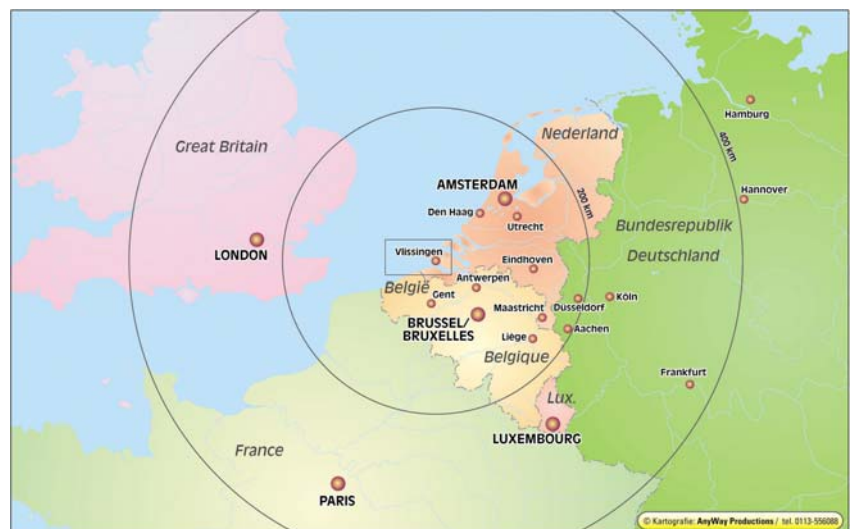 Hamburg
400 km
Nederland
Great Britain
AMSTERDAM
Hannover
200 km
Den Haag
Utrecht
Bundesrepublik
Deutschland
LONDON
Vlissingen
Eindhoven
Antwerpen
België
Gent
Köln
Maastricht
Düsseldorf
BRUSSEL/
BRUXELLES
Aachen
Liège
Belgique
Frankfurt
Lux.
LUXEMBOURG
France
PARIS
© Kartografie: AnyWay Productions / tel. 0113-556088